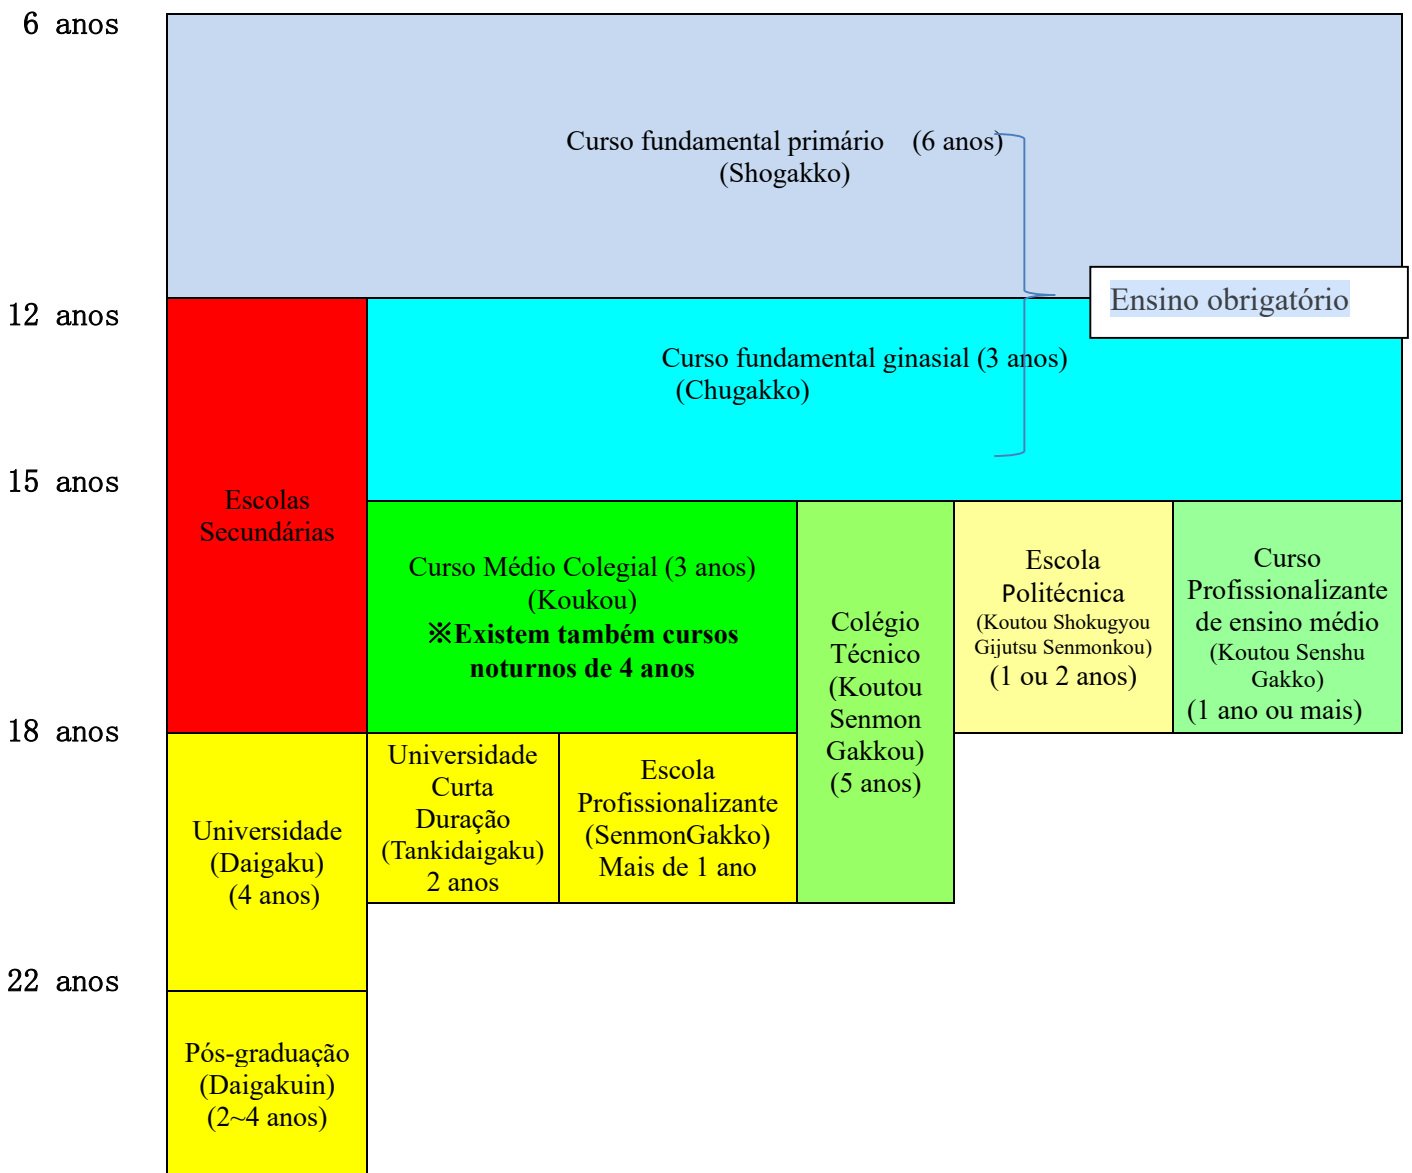 6 anos
Curso fundamental primário (6 anos)
(Shogakko)
12 anos
Ensino obrigatório
Curso fundamental ginasial (3 anos)
(Chugakko)
15 anos
Escolas
Secundárias
Curso Médio Colegial (3 anos)
(Koukou)
※Existem também cursos
noturnos de 4 anos
Colégio
Técnico
(Koutou
Senmon
Gakkou)
(5 anos)
Escola
Politécnica
(Koutou Shokugyou
Gijutsu Senmonkou)
(1 ou 2 anos)
Curso
Profissionalizante
de ensino médio
(Koutou Senshu
Gakko)
(1 ano ou mais)
18 anos
Universidade
(Daigaku)
(4 anos)
Universidade
Curta
Duração
(Tankidaigaku)
2 anos
Escola
Profissionalizante
(SenmonGakko)
Mais de 1 ano
22 anos
Pós-graduação
(Daigakuin)
(2~4 anos)